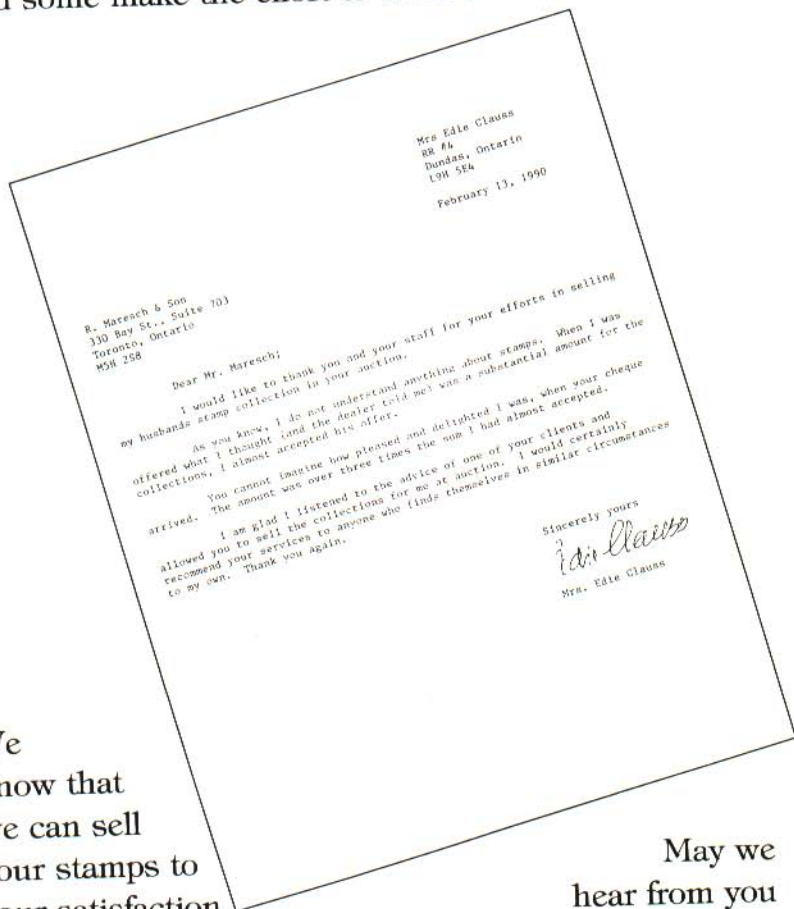 some make the effort
Mrs Edie Clauss
RR #4
Dundas, Ontario
L9H 5E4
February 13, 1990
R. Maresch & Son
330 Bay St., Suite 703
Toronto, Ontario
M5H 2S8
Dear Mr. Maresch;
I would like to thank you and your staff for your efforts in selling
my husbands stamp collection in your auction.
As you know, I do not understand anything about stamps. When I was
offered what I thought (and the dealer told me) was a substantial amount for the
collections, I almost accepted his offer.
You cannot imagine how pleased and delighted I was, when your cheque
arrived. The amount was over three times the sum I had almost accepted.
I am glad I listened to the advice of one of your clients and
allowed you to sell the collections for me at auction. I would certainly
recommend your services to anyone who finds themselves in similar circumstances
to my own. Thank you again.
Sincerely yours
Edie Clauss
Mrs. Edie Clauss
now that
e can sell
our stamps to
our satisfaction
May we
hear from you